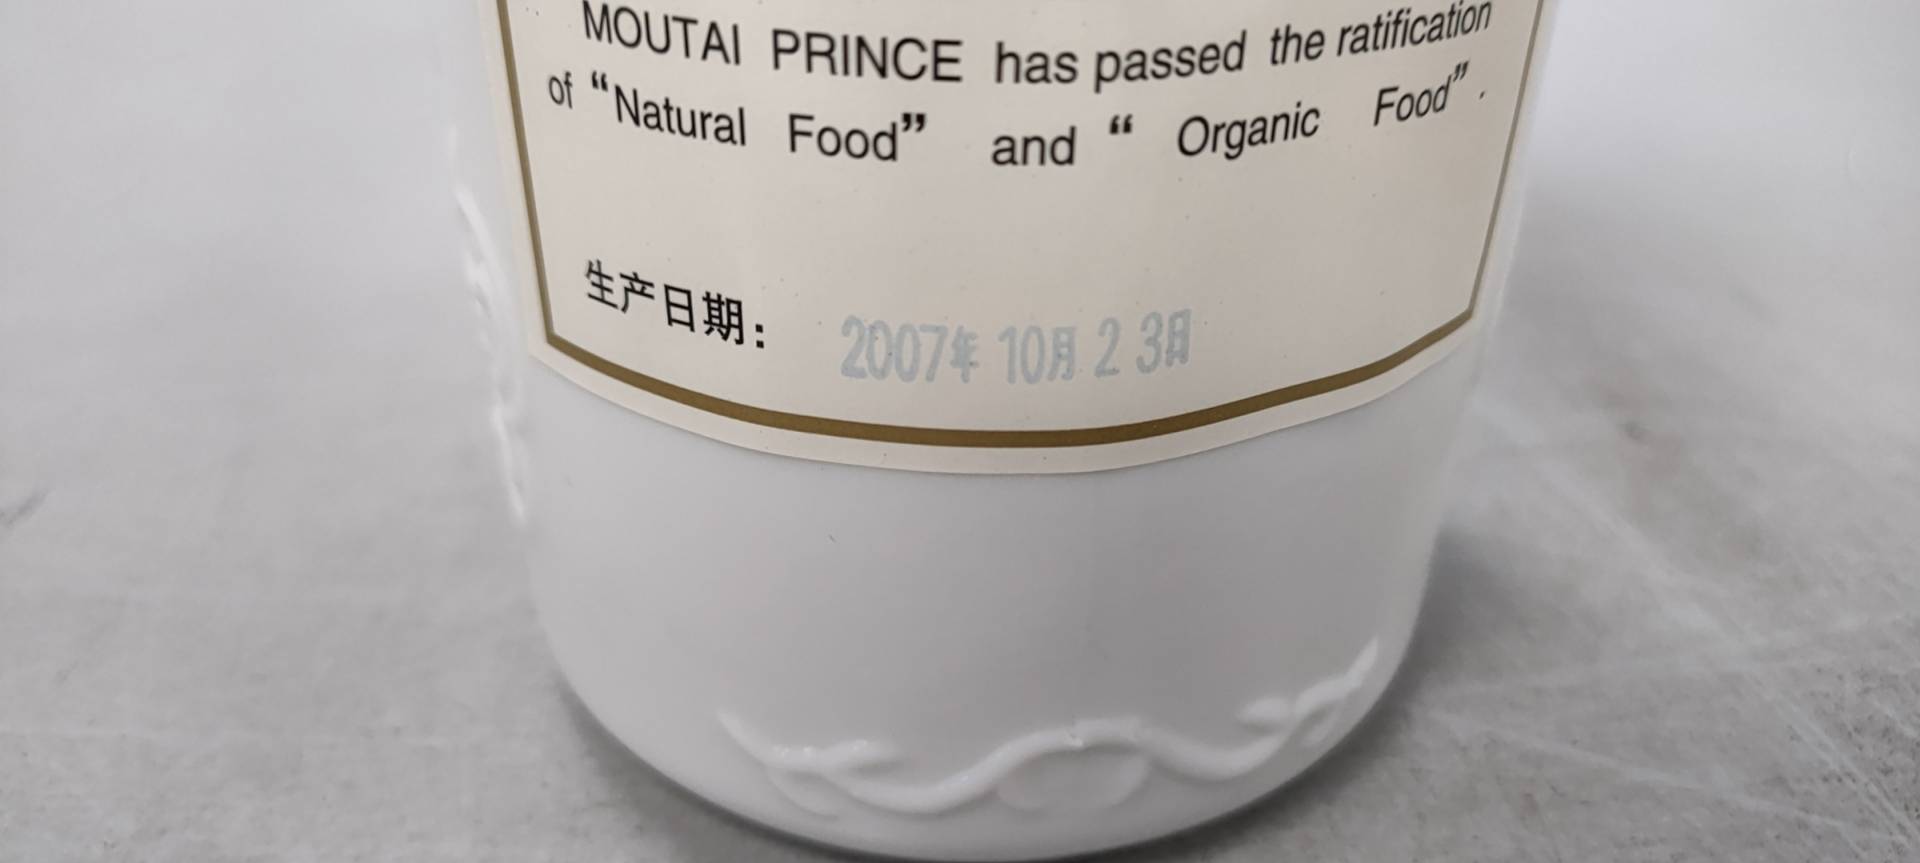 MOUTAI PRINCE has passed the ratification
of “Natural Food” and “ Organic Food”.
生产日期: 2007年 10月 2 3日